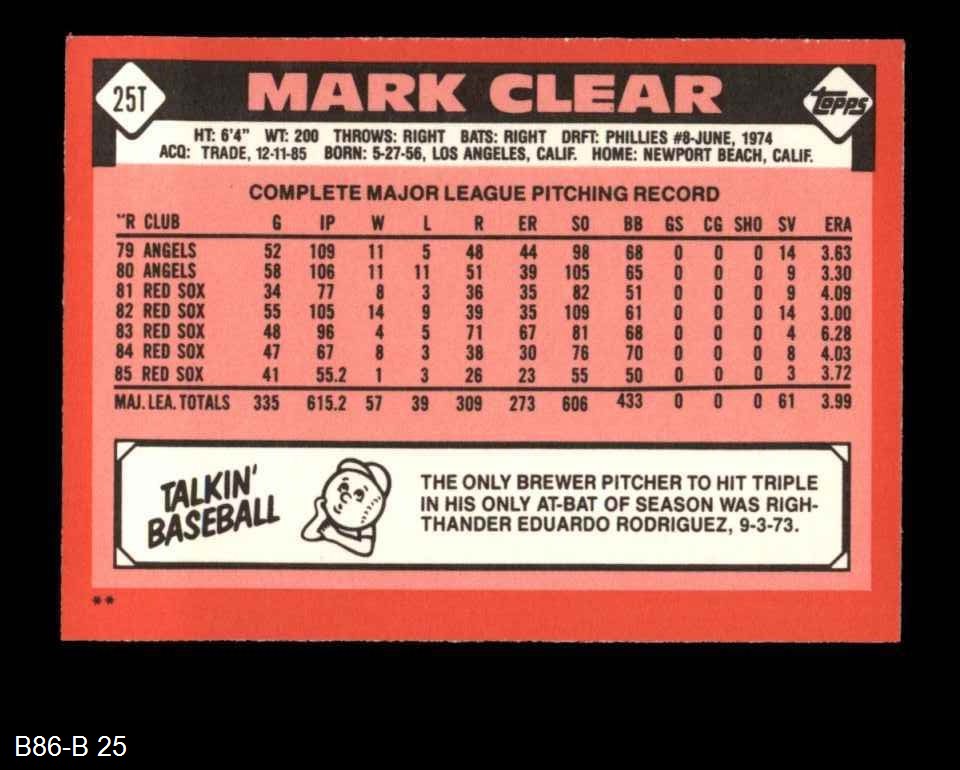 25T MARK CLEAR topps
HT: 6'4" WT: 200 THROWS: RIGHT BATS: RIGHT DRFT: PHILLIES #8-JUNE, 1974
ACQ: TRADE, 12-11-85 BORN: 5-27-56, LOS ANGELES, CALIF. HOME: NEWPORT BEACH, CALIF.
COMPLETE MAJOR LEAGUE PITCHING RECORD
"R CLUB G IP W L R ER SO BB GS CG SHO SV ERA
79 ANGELS 52 109 11 5 48 44 98 68 0 0 0 14 3.63
80 ANGELS 58 106 11 11 51 39 105 65 0 0 0 9 3.30
81 RED SOX 34 77 8 3 36 35 82 51 0 0 0 9 4.09
82 RED SOX 55 105 14 9 39 35 109 61 0 0 0 14 3.00
83 RED SOX 48 96 4 5 71 67 81 68 0 0 0 4 6.28
84 RED SOX 47 67 8 3 38 30 76 70 0 0 0 8 4.03
85 RED SOX 41 55.2 1 3 26 23 55 50 0 0 0 3 3.72
MAJ. LEA. TOTALS 335 615.2 57 39 309 273 606 433 0 0 0 61 3.99
TALKIN'
BASEBALL
THE ONLY BREWER PITCHER TO HIT TRIPLE
IN HIS ONLY AT-BAT OF SEASON WAS RIGH-
THANDER EDUARDO RODRIGUEZ, 9-3-73.
**
B86-B 25